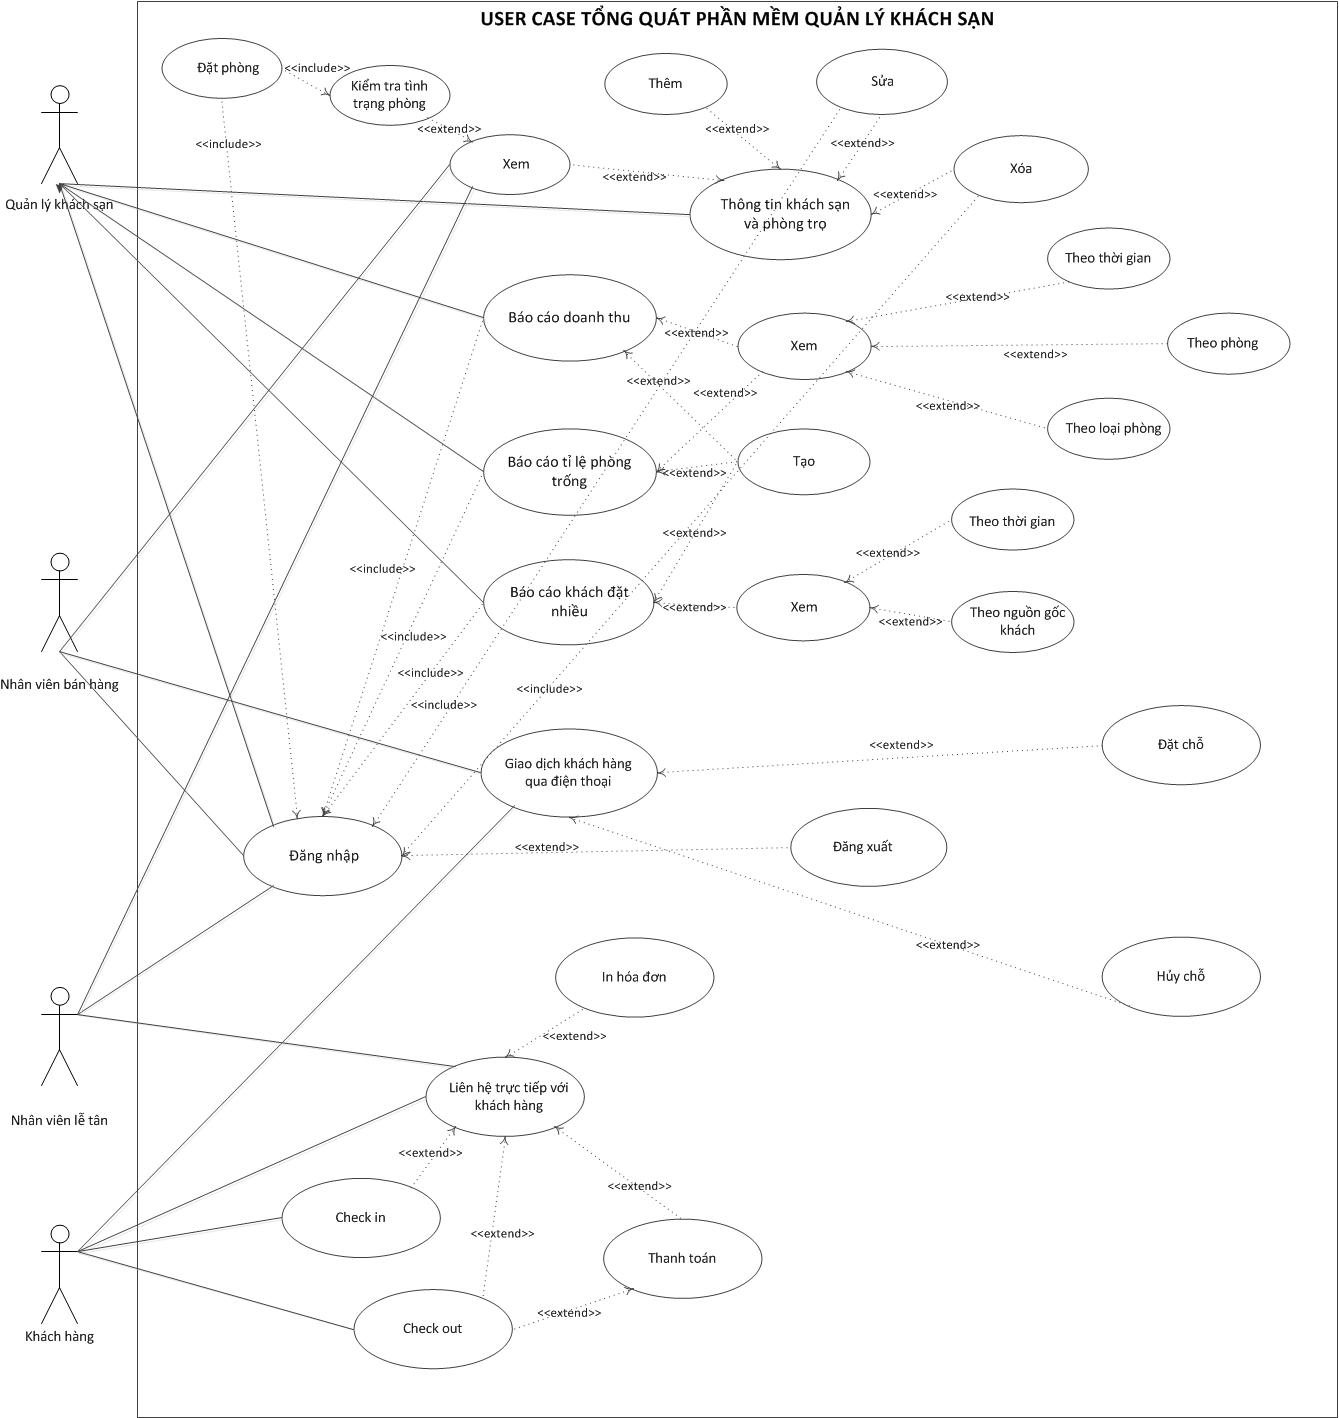 USER CASE TỔNG QUÁT PHẦN MỀM QUẢN LÝ KHÁCH SẠN
Đặt phòng
<<include>>
Kiểm tra tình
trạng phòng
<<extend>>
<<include>>
Xem
<<extend>>
Thêm
<<extend>>
Sửa
<<extend>>
Xóa
<<extend>>
Thông tin khách sạn
và phòng trọ
Quản lý khách sạn
Theo thời gian
<<extend>>
Báo cáo doanh thu
<<extend>>
Xem
<<extend>>
Theo phòng
<<extend>>
<<extend>>
<<extend>>
Theo loại phòng
Báo cáo tỉ lệ phòng
trống
<<extend>>
Tạo
<<extend>>
Theo thời gian
<<extend>>
<<include>>
Báo cáo khách đặt
nhiều
<<extend>>
Xem
<<extend>>
Theo nguồn gốc
khách
<<include>>
<<include>>
<<include>>
<<include>>
Nhân viên bán hàng
Giao dịch khách hàng
qua điện thoại
<<extend>>
Đặt chỗ
Đăng nhập
<<extend>>
Đăng xuất
<<extend>>
Hủy chỗ
In hóa đơn
<<extend>>
Liên hệ trực tiếp với
khách hàng
Nhân viên lễ tân
<<extend>>
<<extend>>
<<extend>>
Check in
Thanh toán
<<extend>>
Check out
Khách hàng